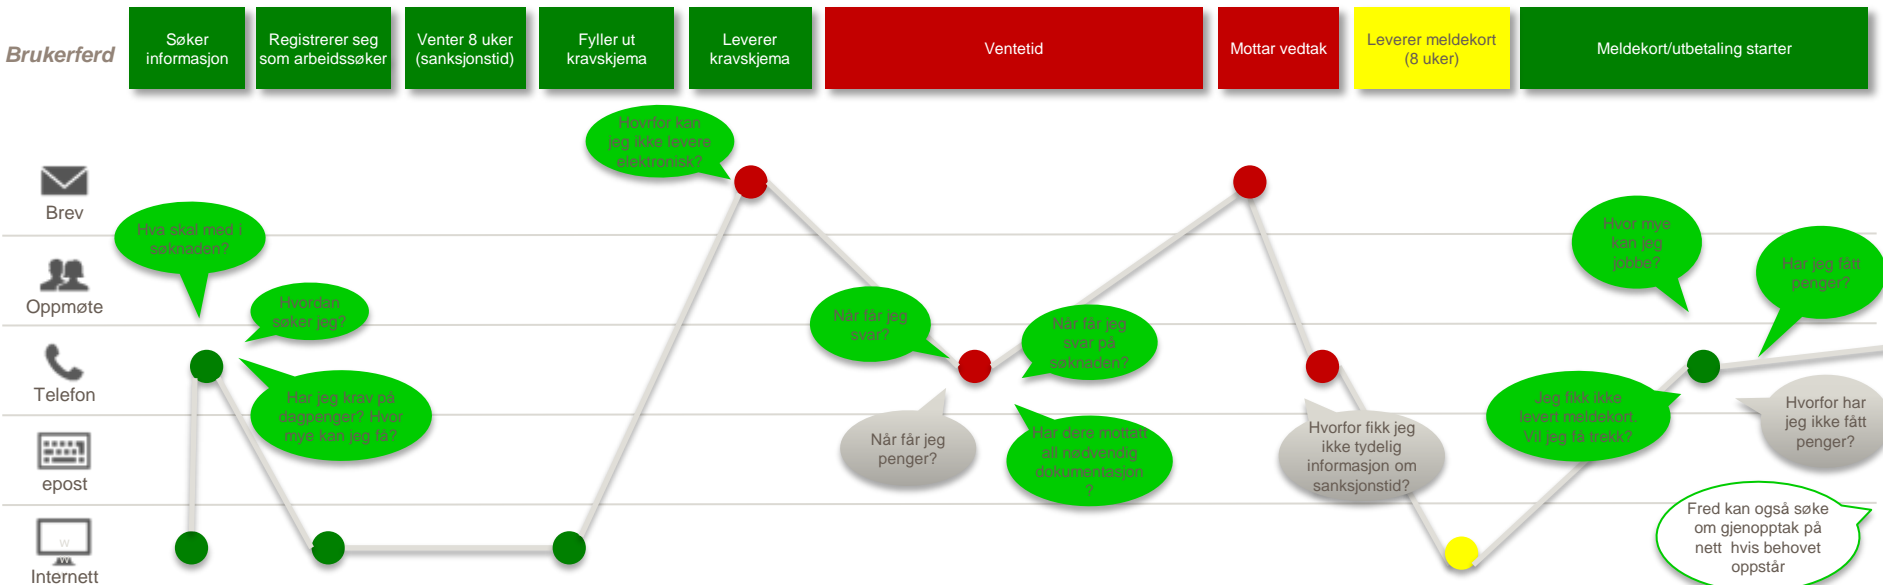 Brukerferd
Søker
informasjon
Registrerer seg
som arbeidssøker
Venter 8 uker
(sanksjonstid)
Fyller ut
kravskjema
Leverer
kravskjema
Ventetid
Mottar vedtak
Leverer meldekort
(8 uker)
Meldekort/utbetaling starter
Brev
Oppmøte
Telefon
epost
Internett
w
w
Hva skal med i
søknaden?
Hvordan
søker jeg?
Har jeg krav på
dagpenger? Hvor
mye kan jeg få?
Hovrfor kan
jeg ikke levere
elektronisk?
Når får jeg
svar?
Når får jeg
penger?
Når får jeg
svar på
søknaden?
Har dere mottatt
all nødvendig
dokumentasjon
?
Hvorfor fikk jeg
ikke tydelig
informasjon om
sanksjonstid?
Jeg fikk ikke
levert meldekort.
Vil jeg få trekk?
Hvor mye
kan jeg
jobbe?
Har jeg fått
penger?
Hvorfor har
jeg ikke fått
penger?
Fred kan også søke
om gjenopptak på
nett hvis behovet
oppstår